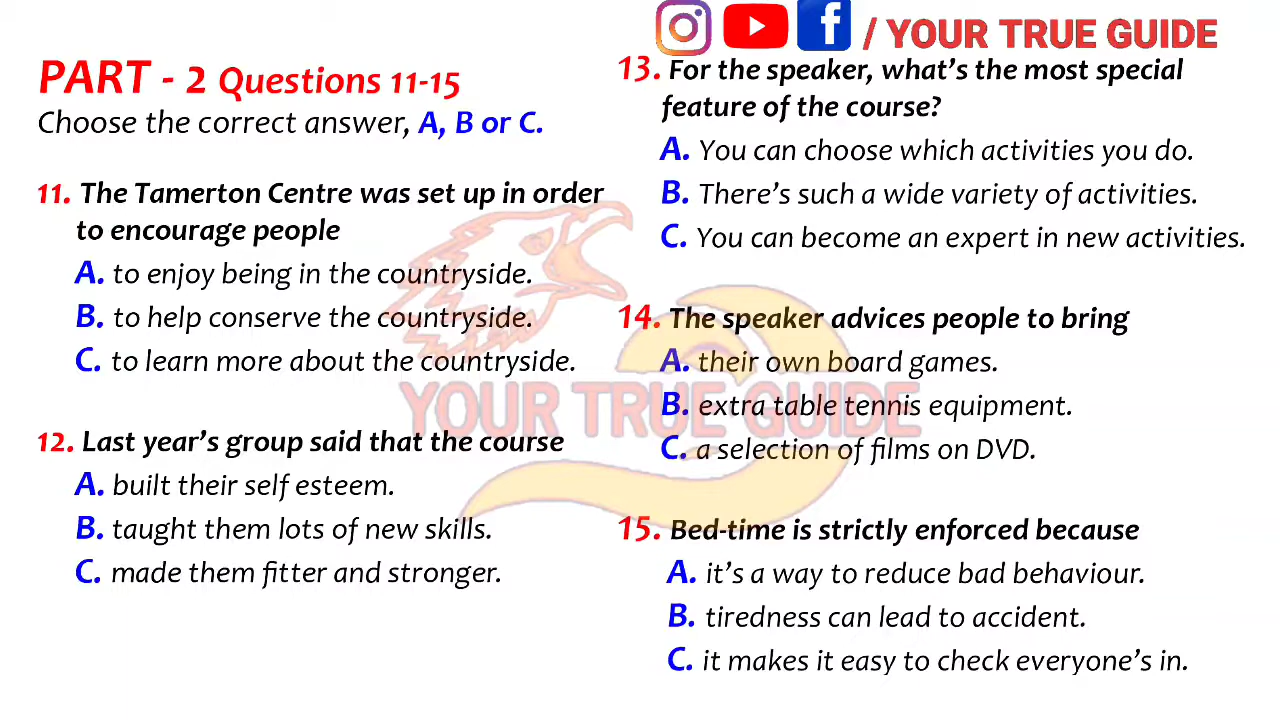 / YOUR TRUE GUIDE
PART - 2 Questions 11-15
Choose the correct answer, A, B or C.
11. The Tamerton Centre was set up in order
to encourage people
A. to enjoy being in the countryside.
B. to help conserve the countryside.
C. to learn more about the countryside.
12. Last year's group said that the course
A. built their self esteem.
B. taught them lots of new skills.
C. made them fitter and stronger.
13. For the speaker, what's the most special
feature of the course?
A. You can choose which activities you do.
B. There's such a wide variety of activities.
C. You can become an expert in new activities.
14. The speaker advices people to bring
A. their own board games.
B. extra table tennis equipment.
C. a selection of films on DVD.
15. Bed-time is strictly enforced because
A. it's a way to reduce bad behaviour.
B. tiredness can lead to accident.
C. it makes it easy to check everyone's in.
YOUR TRUE GUIDE